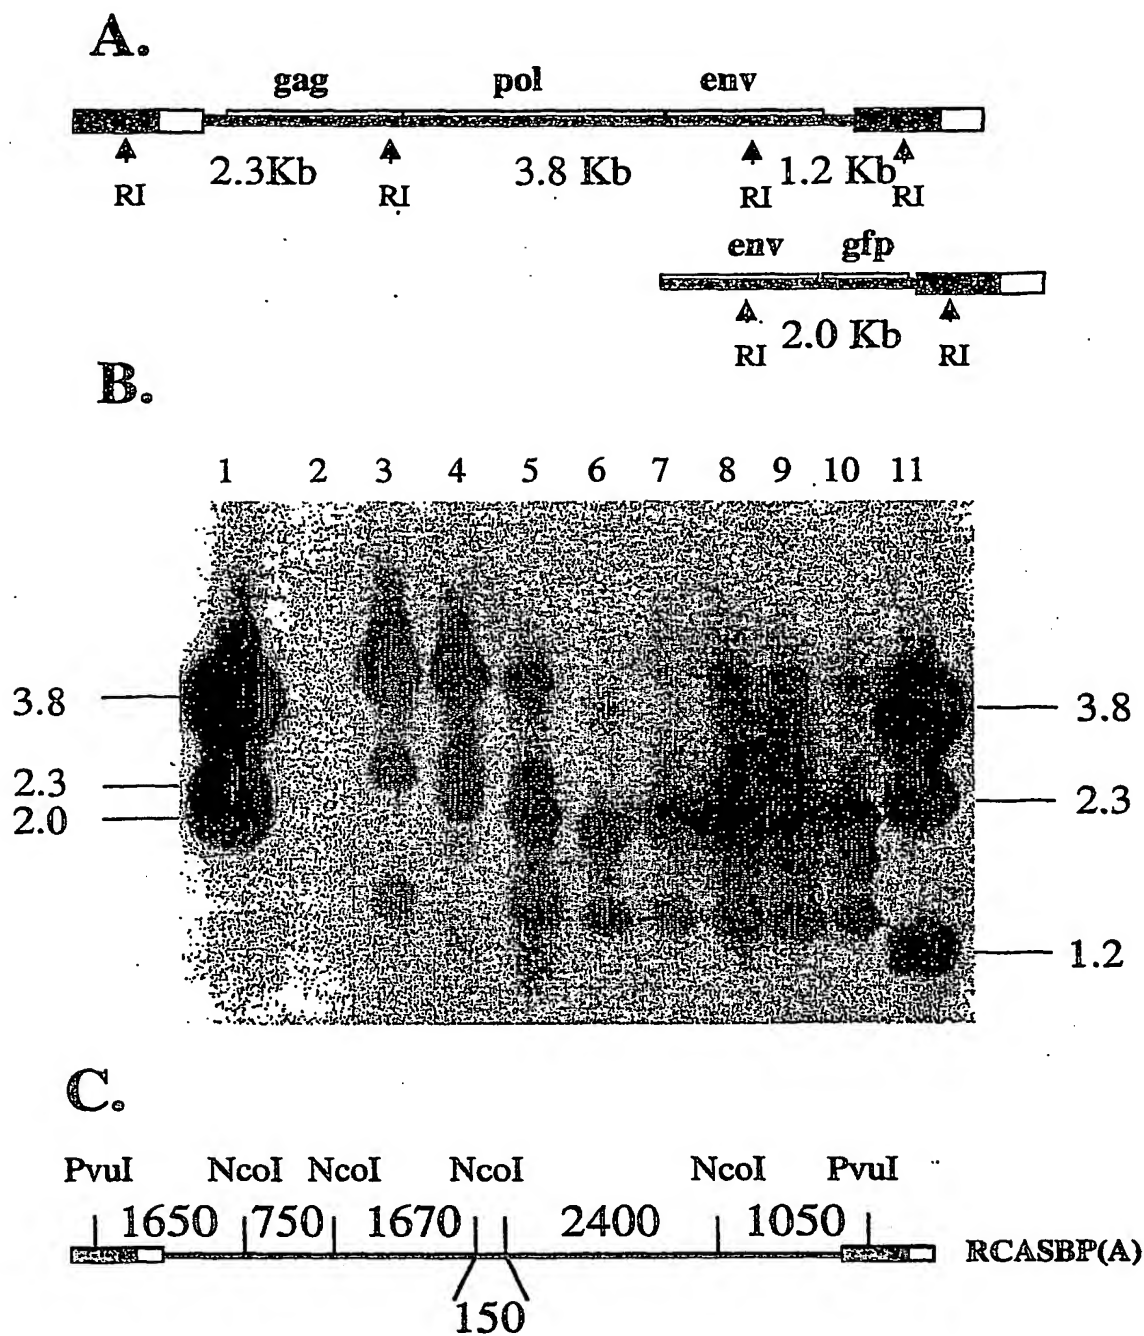 A.
gag pol env
2.3Kb 3.8 Kb 1.2 Kb
RI RI RI RI
env gfp
2.0 Kb
RI RI
B.
1 2 3 4 5 6 7 8 9 10 11
3.8 3.8
2.3 2.3
2.0
1.2
C.
PvuI NcoI NcoI NcoI NcoI PvuI
1650 750 1670 2400 1050
RCASBP(A)
150